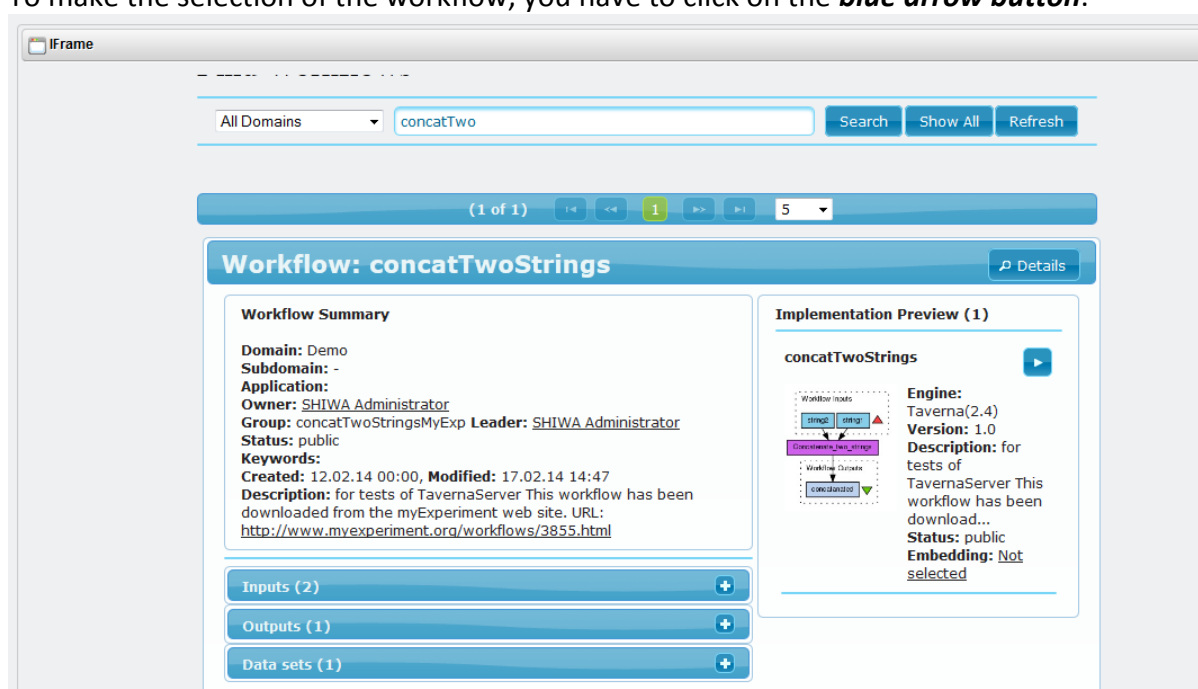 To make the selection of the workflow, you have to click on the blue arrow button.
IFrame
All Domains concatTwo Search Show All Refresh
(1 of 1) 1 5
Workflow: concatTwoStrings Details
Workflow Summary
Domain: Demo
Subdomain: -
Application:
Owner: SHIWA Administrator
Group: concatTwoStringsMyExp Leader: SHIWA Administrator
Status: public
Keywords:
Created: 12.02.14 00:00, Modified: 17.02.14 14:47
Description: for tests of TavernaServer This workflow has been
downloaded from the myExperiment web site. URL:
http://www.myexperiment.org/workflows/3855.html
Inputs (2)
Outputs (1)
Data sets (1)
Implementation Preview (1)
concatTwoStrings
Workflow Inputs
string2 string1
Concatenate_two_strings
Workflow Outputs
Engine:
Taverna(2.4)
Version: 1.0
Description: for
tests of
TavernaServer This
workflow has been
download...
Status: public
Embedding: Not
selected